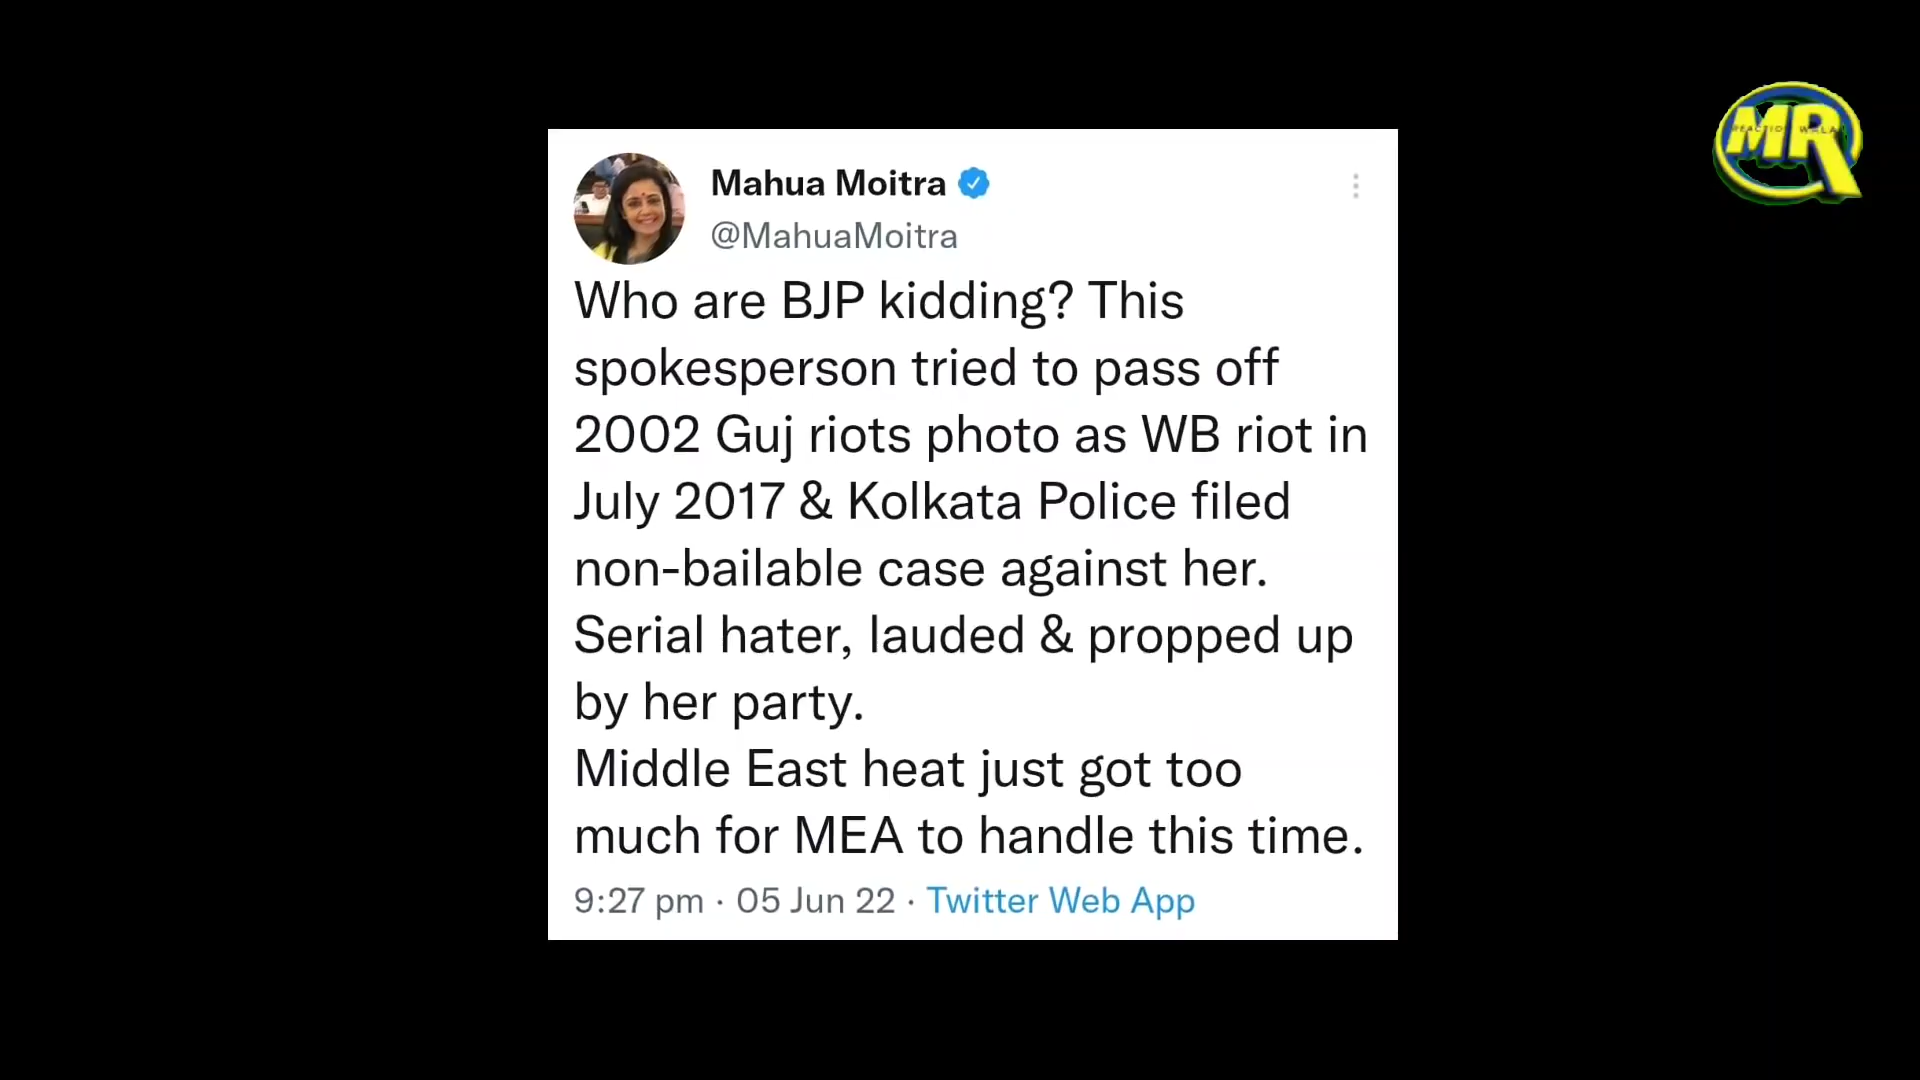 Mahua Moitra
@MahuaMoitra
Who are BJP kidding? This
spokesperson tried to pass off
2002 Guj riots photo as WB riot in
July 2017 & Kolkata Police filed
non-bailable case against her.
Serial hater, lauded & propped up
by her party.
Middle East heat just got too
much for MEA to handle this time.
9:27 pm · 05 Jun 22 · Twitter Web App
MR
REACTION WALA